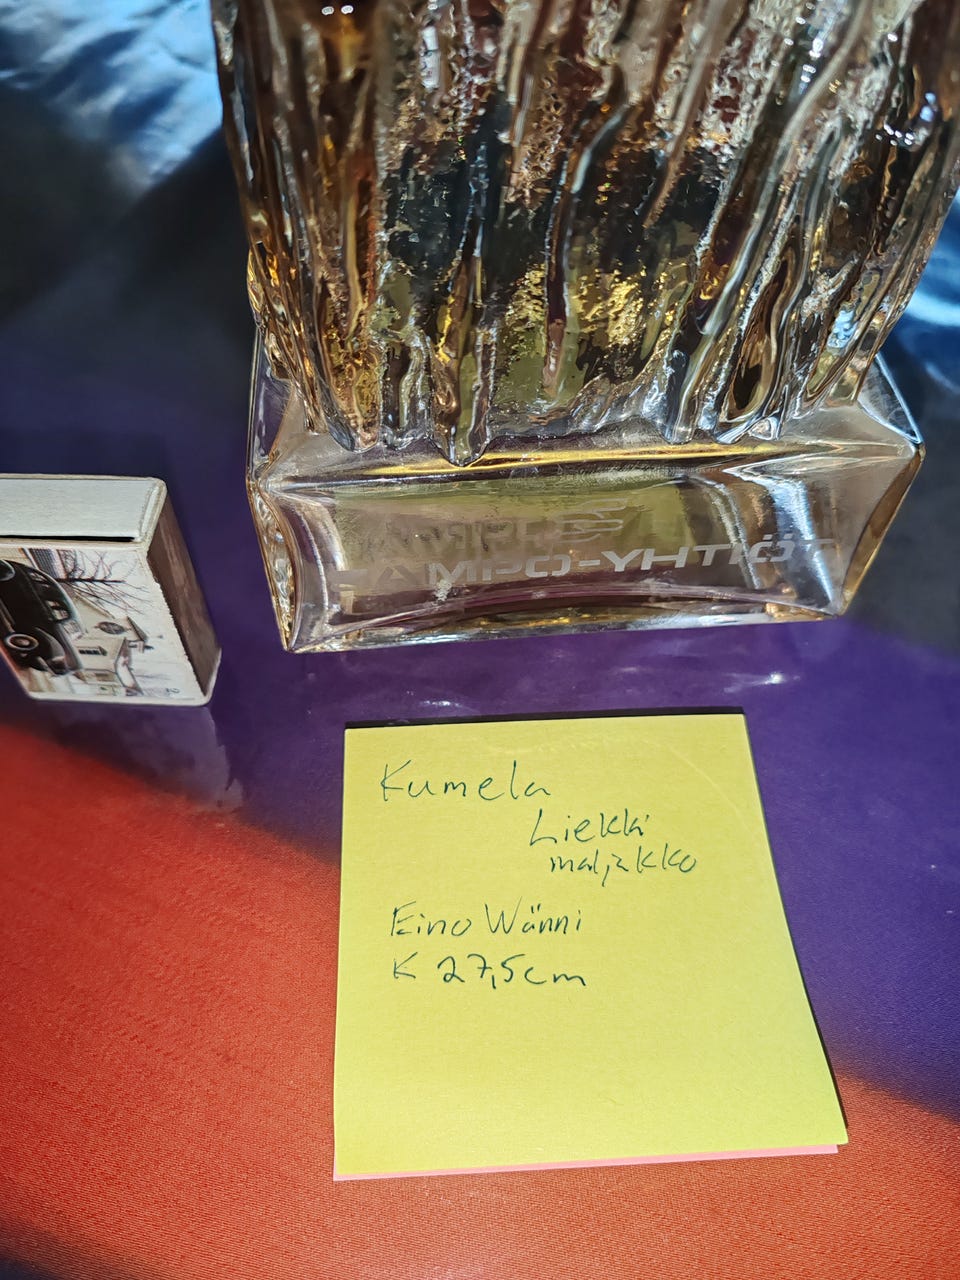 SAMPO-YHTIÖT
Kumela
Liekki
maljakko
Eino Wänni
K 27,5cm